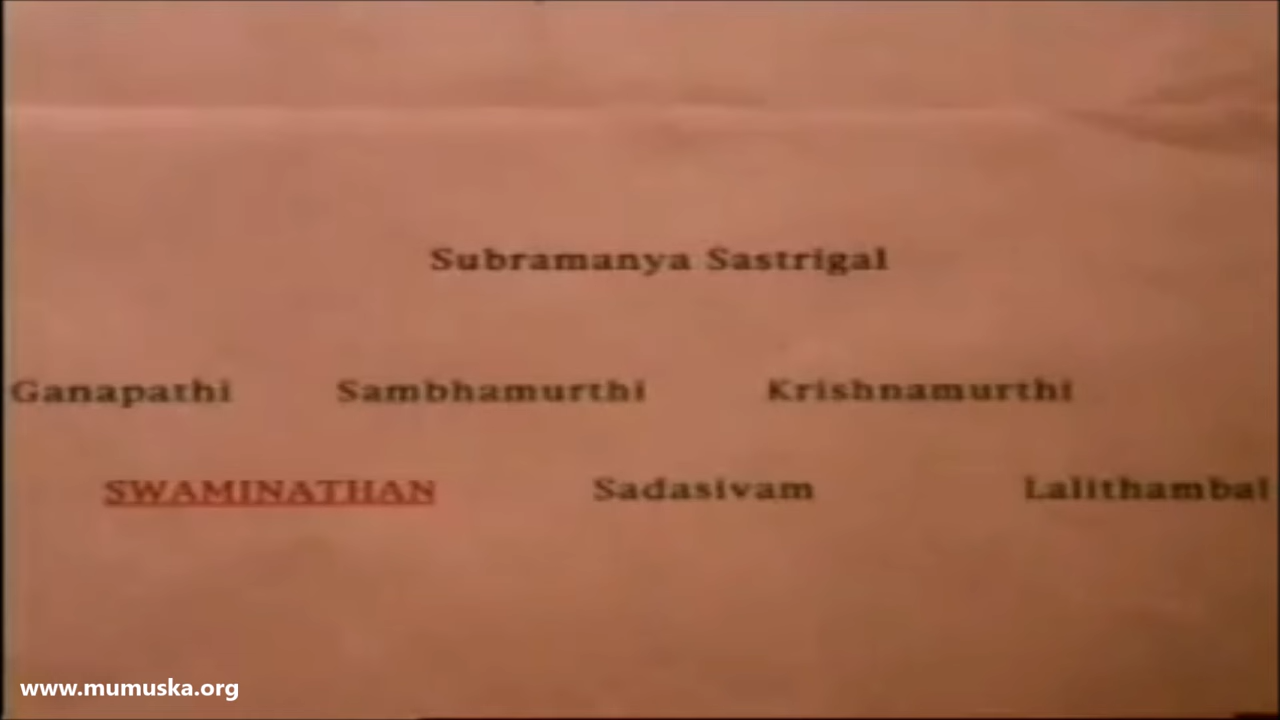 Subramanya Sastrigal
Ganapathi Sambhamurthi Krishnamurthi
SWAMINATHAN Sadasivam Lalithambal
www.mumuska.org